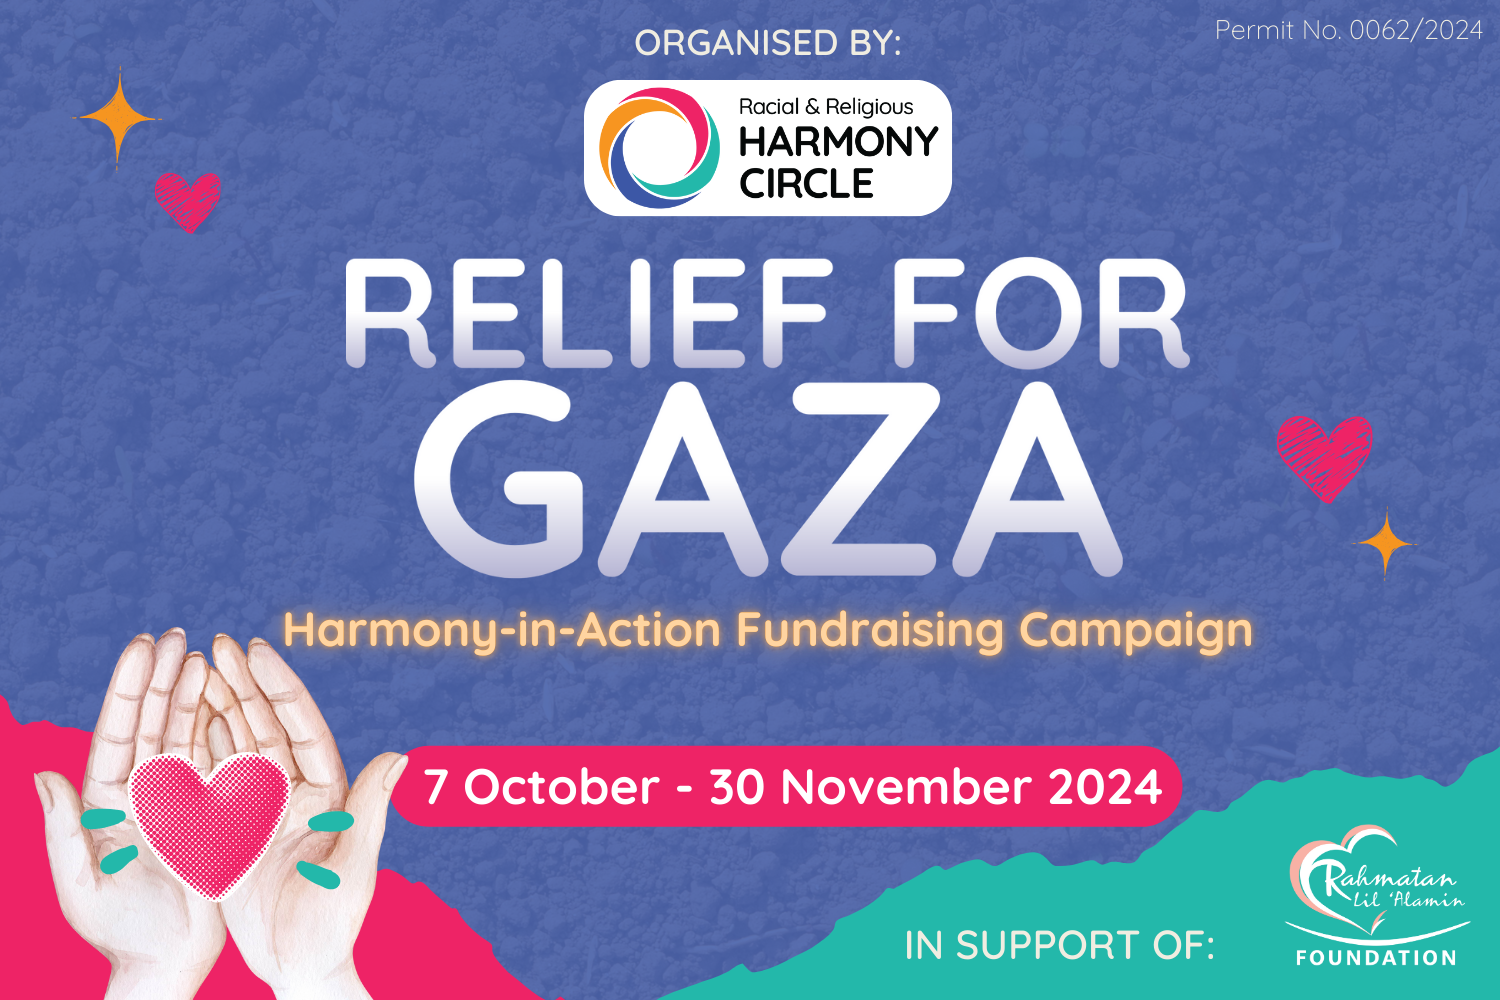 Permit No. 0062/2024
ORGANISED BY:
Racial & Religious
HARMONY
CIRCLE
RELIEF FOR
GAZA
Harmony-in-Action Fundraising Campaign
7 October - 30 November 2024
IN SUPPORT OF:
Rahmatan
Lil 'Alamin
FOUNDATION